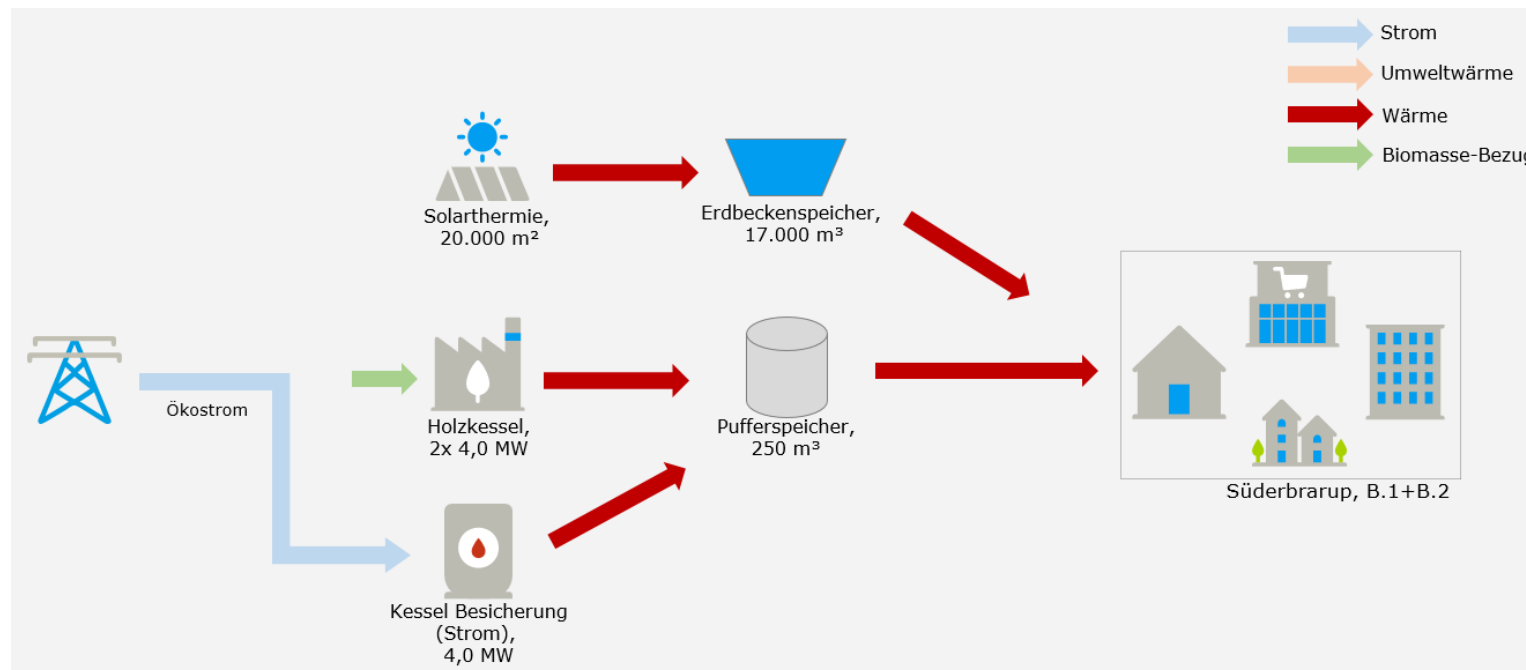 Strom
Umweltwärme
Wärme
Biomasse-Bezug
Solarthermie,
20.000 m²
Erdbeckenspeicher,
17.000 m³
Ökostrom
Holzkessel,
2x 4,0 MW
Pufferspeicher,
250 m³
Süderbrarup, B.1+B.2
Kessel Besicherung
(Strom),
4,0 MW